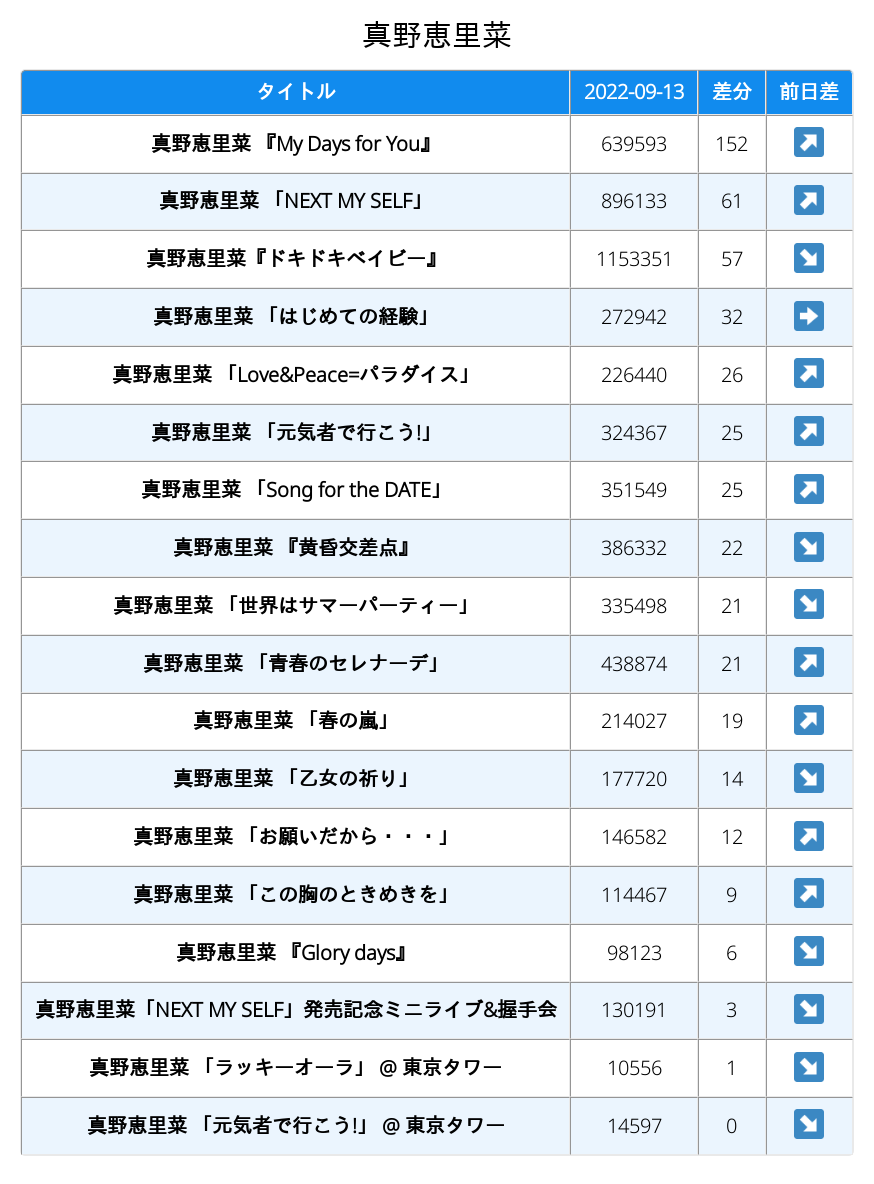 真野恵里菜
タイトル 2022-09-13 差分 前日差
真野恵里菜 『My Days for You』 639593 152 ↗
真野恵里菜 「NEXT MY SELF」 896133 61 ↗
真野恵里菜『ドキドキベイビー』 1153351 57 ↘
真野恵里菜 「はじめての経験」 272942 32 ➡
真野恵里菜 「Love&Peace=パラダイス」 226440 26 ↗
真野恵里菜 「元気者で行こう!」 324367 25 ↗
真野恵里菜 「Song for the DATE」 351549 25 ↗
真野恵里菜 『黄昏交差点』 386332 22 ↘
真野恵里菜 「世界はサマーパーティー」 335498 21 ↘
真野恵里菜 「青春のセレナーデ」 438874 21 ↗
真野恵里菜 「春の嵐」 214027 19 ↗
真野恵里菜 「乙女の祈り」 177720 14 ↘
真野恵里菜 「お願いだから・・・」 146582 12 ↗
真野恵里菜 「この胸のときめきを」 114467 9 ↗
真野恵里菜 『Glory days』 98123 6 ↘
真野恵里菜「NEXT MY SELF」発売記念ミニライブ&握手会 130191 3 ↘
真野恵里菜 「ラッキーオーラ」 @ 東京タワー 10556 1 ↘
真野恵里菜 「元気者で行こう!」 @ 東京タワー 14597 0 ↘